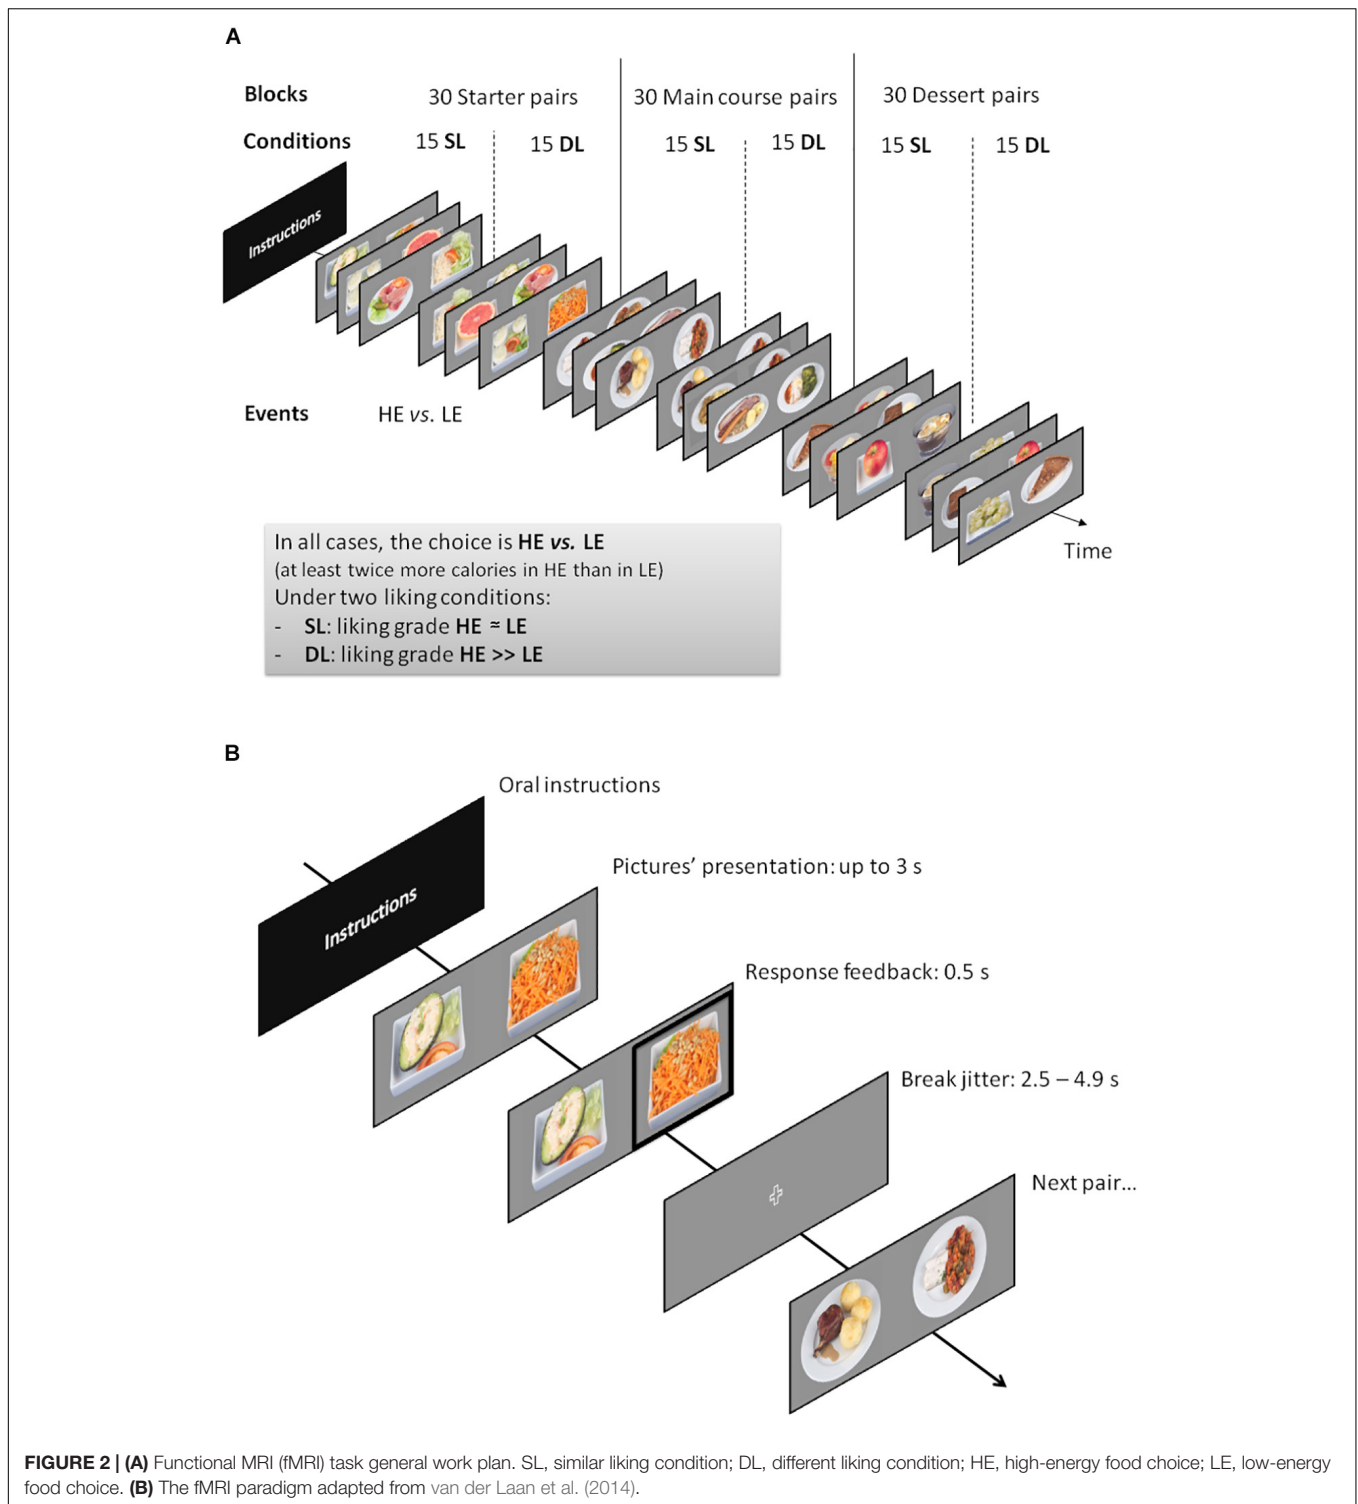 A
Blocks 30 Starter pairs 30 Main course pairs 30 Dessert pairs
Conditions 15 SL 15 DL 15 SL 15 DL 15 SL 15 DL
Instructions
Events HE vs. LE
In all cases, the choice is HE vs. LE
(at least twice more calories in HE than in LE)
Under two liking conditions:
- SL: liking grade HE ≃ LE
- DL: liking grade HE >> LE
Time
B
Oral instructions
Instructions
Pictures’ presentation: up to 3 s
Response feedback: 0.5 s
Break jitter: 2.5 – 4.9 s
Next pair...
FIGURE 2 | (A) Functional MRI (fMRI) task general work plan. SL, similar liking condition; DL, different liking condition; HE, high-energy food choice; LE, low-energy
food choice. (B) The fMRI paradigm adapted from van der Laan et al. (2014).